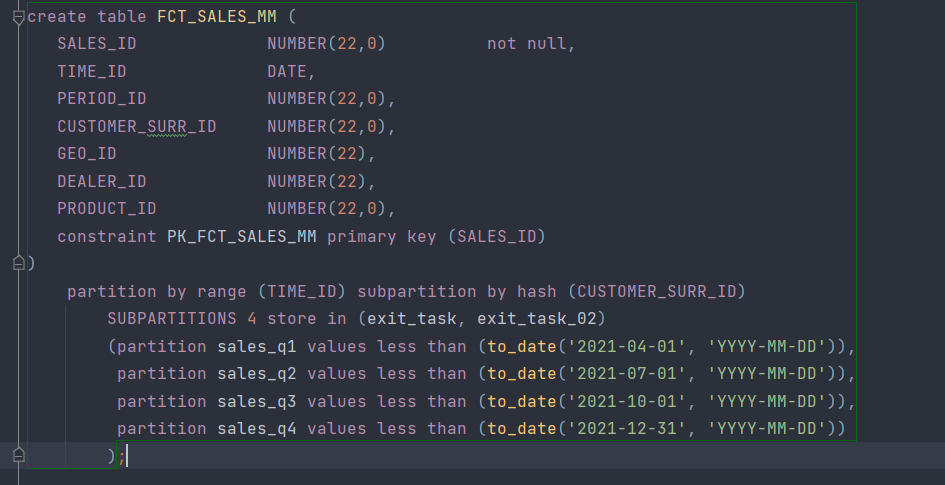 create table FCT_SALES_MM (
SALES_ID NUMBER(22,0) not null,
TIME_ID DATE,
PERIOD_ID NUMBER(22,0),
CUSTOMER_SURR_ID NUMBER(22,0),
GEO_ID NUMBER(22),
DEALER_ID NUMBER(22),
PRODUCT_ID NUMBER(22,0),
constraint PK_FCT_SALES_MM primary key (SALES_ID)
)
partition by range (TIME_ID) subpartition by hash (CUSTOMER_SURR_ID)
SUBPARTITIONS 4 store in (exit_task, exit_task_02)
(partition sales_q1 values less than (to_date('2021-04-01', 'YYYY-MM-DD')),
partition sales_q2 values less than (to_date('2021-07-01', 'YYYY-MM-DD')),
partition sales_q3 values less than (to_date('2021-10-01', 'YYYY-MM-DD')),
partition sales_q4 values less than (to_date('2021-12-31', 'YYYY-MM-DD'))
);